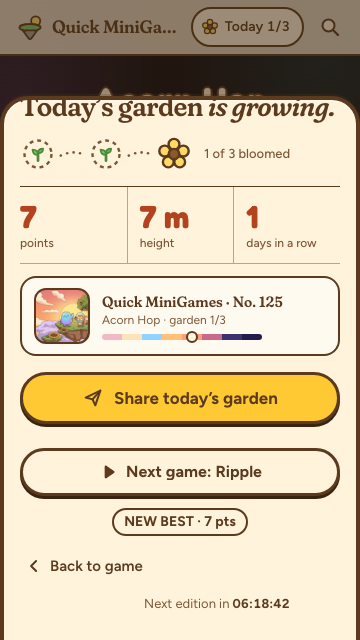 Quick MiniGa...
Today 1/3
Today's garden is growing.
1 of 3 bloomed
7
points
7 m
height
1
days in a row
Quick MiniGames · No. 125
Acorn Hop · garden 1/3
Share today's garden
Next game: Ripple
NEW BEST · 7 pts
Back to game
Next edition in 06:18:42